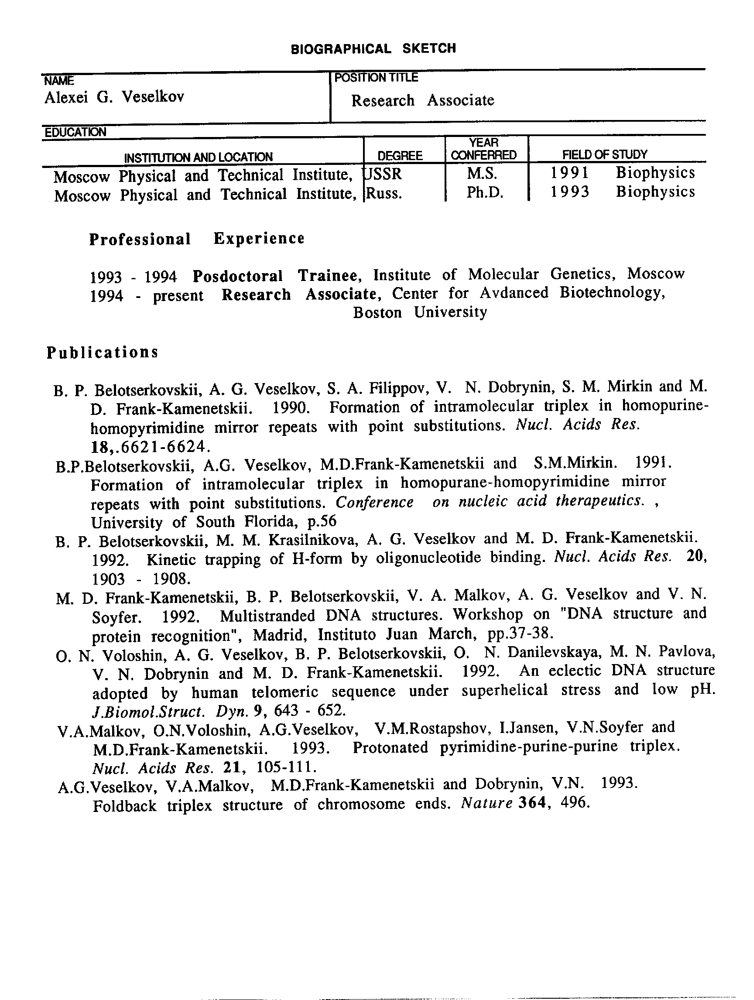 BIOGRAPHICAL SKETCH
NAME POSITION TITLE
Alexei G. Veselkov Research Associate
EDUCATION
INSTITUTION AND LOCATION DEGREE YEAR CONFERRED FIELD OF STUDY
Moscow Physical and Technical Institute, USSR M.S. 1991 Biophysics
Moscow Physical and Technical Institute, Russ. Ph.D. 1993 Biophysics
Professional Experience
1993 - 1994 Posdoctoral Trainee, Institute of Molecular Genetics, Moscow
1994 - present Research Associate, Center for Avdanced Biotechnology,
Boston University
Publications
B. P. Belotserkovskii, A. G. Veselkov, S. A. Filippov, V. N. Dobrynin, S. M. Mirkin and M.
D. Frank-Kamenetskii. 1990. Formation of intramolecular triplex in homopurine-
homopyrimidine mirror repeats with point substitutions. Nucl. Acids Res.
18,.6621-6624.
B.P.Belotserkovskii, A.G. Veselkov, M.D.Frank-Kamenetskii and S.M.Mirkin. 1991.
Formation of intramolecular triplex in homopurane-homopyrimidine mirror
repeats with point substitutions. Conference on nucleic acid therapeutics. ,
University of South Florida, p.56
B. P. Belotserkovskii, M. M. Krasilnikova, A. G. Veselkov and M. D. Frank-Kamenetskii.
1992. Kinetic trapping of H-form by oligonucleotide binding. Nucl. Acids Res. 20,
1903 - 1908.
M. D. Frank-Kamenetskii, B. P. Belotserkovskii, V. A. Malkov, A. G. Veselkov and V. N.
Soyfer. 1992. Multistranded DNA structures. Workshop on "DNA structure and
protein recognition", Madrid, Instituto Juan March, pp.37-38.
O. N. Voloshin, A. G. Veselkov, B. P. Belotserkovskii, O. N. Danilevskaya, M. N. Pavlova,
V. N. Dobrynin and M. D. Frank-Kamenetskii. 1992. An eclectic DNA structure
adopted by human telomeric sequence under superhelical stress and low pH.
J.Biomol.Struct. Dyn. 9, 643 - 652.
V.A.Malkov, O.N.Voloshin, A.G.Veselkov, V.M.Rostapshov, I.Jansen, V.N.Soyfer and
M.D.Frank-Kamenetskii. 1993. Protonated pyrimidine-purine-purine triplex.
Nucl. Acids Res. 21, 105-111.
A.G.Veselkov, V.A.Malkov, M.D.Frank-Kamenetskii and Dobrynin, V.N. 1993.
Foldback triplex structure of chromosome ends. Nature 364, 496.